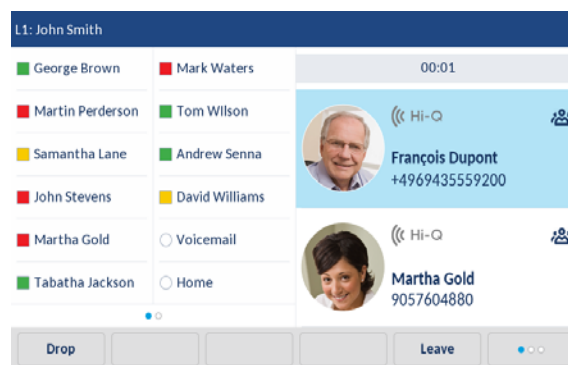 L1: John Smith
George Brown
Mark Waters
Martin Perderson
Tom WIlson
Samantha Lane
Andrew Senna
John Stevens
David Williams
Martha Gold
Voicemail
Tabatha Jackson
Home
00:01
Hi-Q
François Dupont
+4969435559200
Hi-Q
Martha Gold
9057604880
Drop
Leave